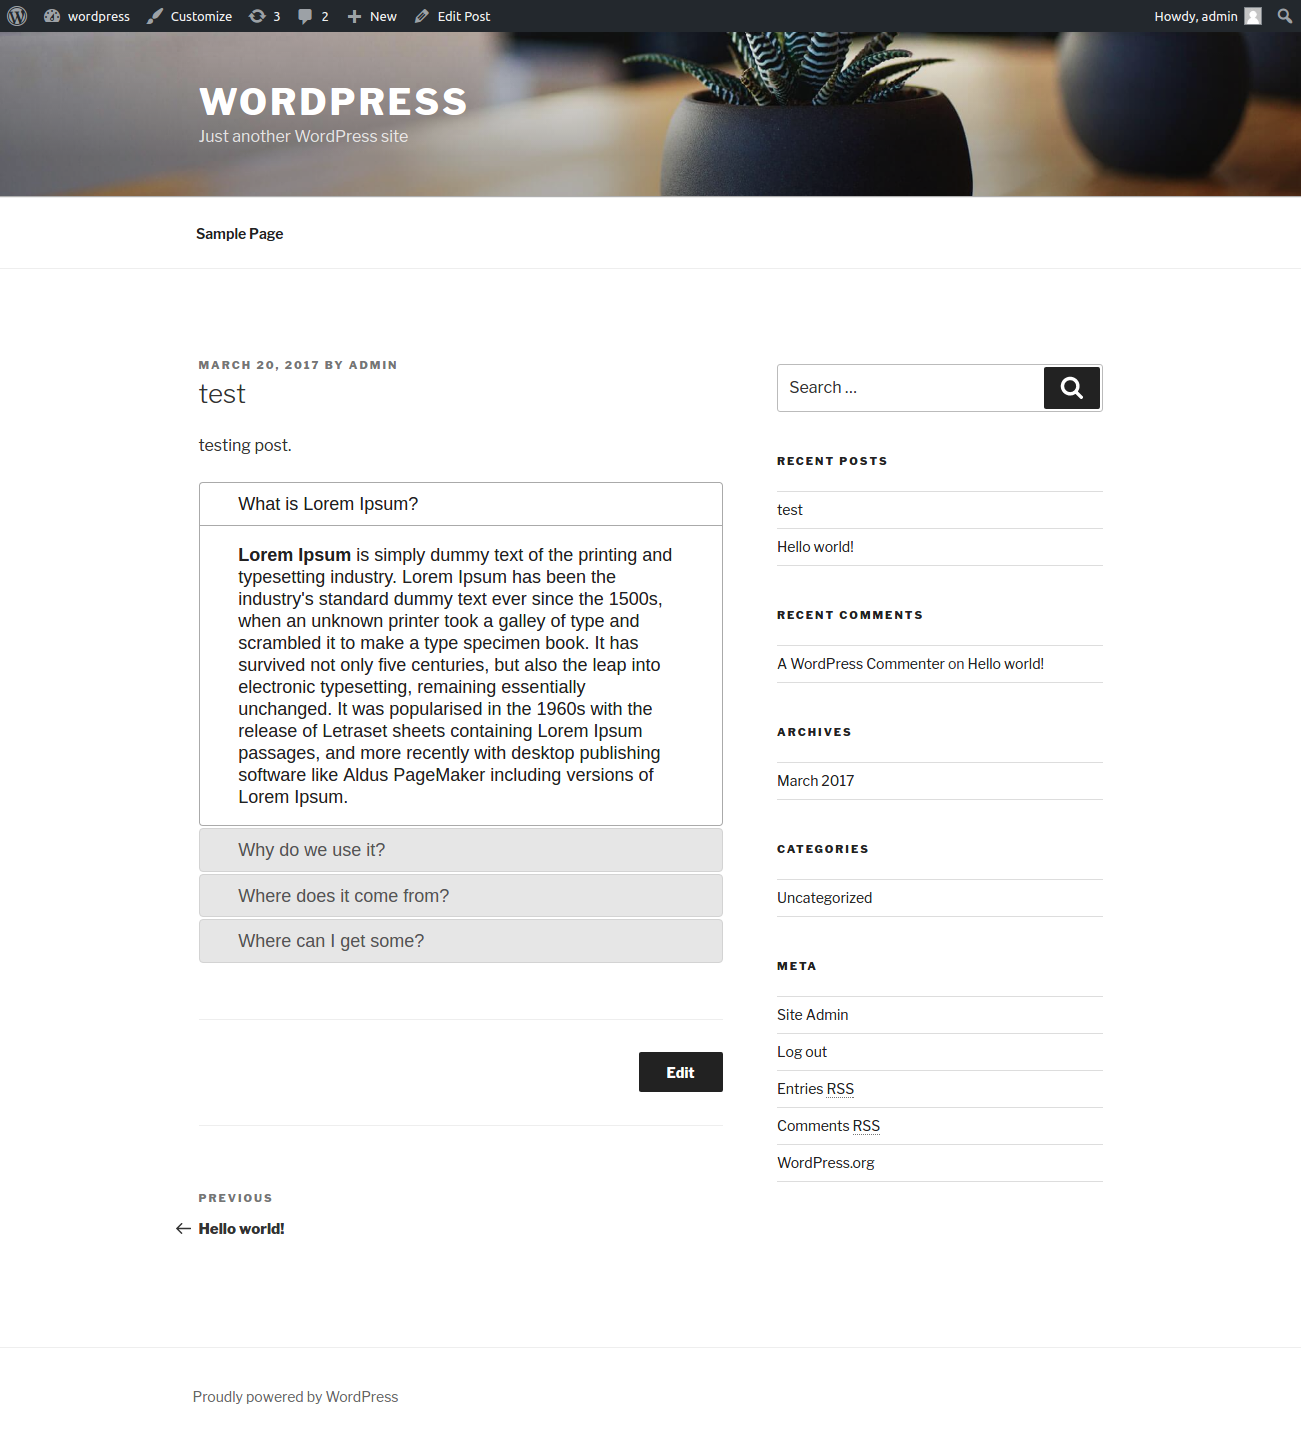 wordpress Customize 3 2 New Edit Post Howdy, admin
WORDPRESS
Just another WordPress site
Sample Page
MARCH 20, 2017 BY ADMIN
test
testing post.
What is Lorem Ipsum?
Lorem Ipsum is simply dummy text of the printing and
typesetting industry. Lorem Ipsum has been the
industry's standard dummy text ever since the 1500s,
when an unknown printer took a galley of type and
scrambled it to make a type specimen book. It has
survived not only five centuries, but also the leap into
electronic typesetting, remaining essentially
unchanged. It was popularised in the 1960s with the
release of Letraset sheets containing Lorem Ipsum
passages, and more recently with desktop publishing
software like Aldus PageMaker including versions of
Lorem Ipsum.
Why do we use it?
Where does it come from?
Where can I get some?
Edit
PREVIOUS
Hello world!
Search …
RECENT POSTS
test
Hello world!
RECENT COMMENTS
A WordPress Commenter on Hello world!
ARCHIVES
March 2017
CATEGORIES
Uncategorized
META
Site Admin
Log out
Entries RSS
Comments RSS
WordPress.org
Proudly powered by WordPress